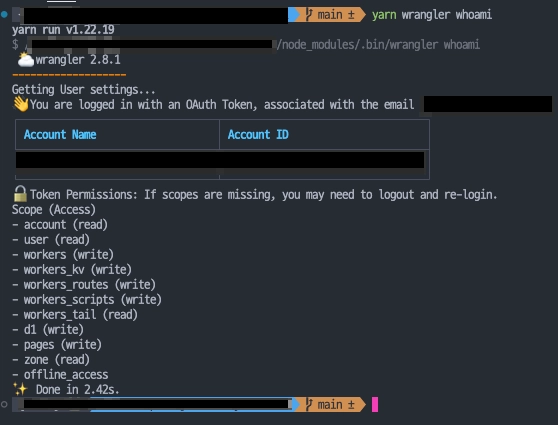 main ± yarn wrangler whoami
yarn run v1.22.19
$ /node_modules/.bin/wrangler whoami
⛅️wrangler 2.8.1
-------------------
Getting User settings...
👋You are logged in with an OAuth Token, associated with the email
Account Name Account ID
🔓Token Permissions: If scopes are missing, you may need to logout and re-login.
Scope (Access)
- account (read)
- user (read)
- workers (write)
- workers_kv (write)
- workers_routes (write)
- workers_scripts (write)
- workers_tail (read)
- d1 (write)
- pages (write)
- zone (read)
- offline_access
✨ Done in 2.42s.
main ±